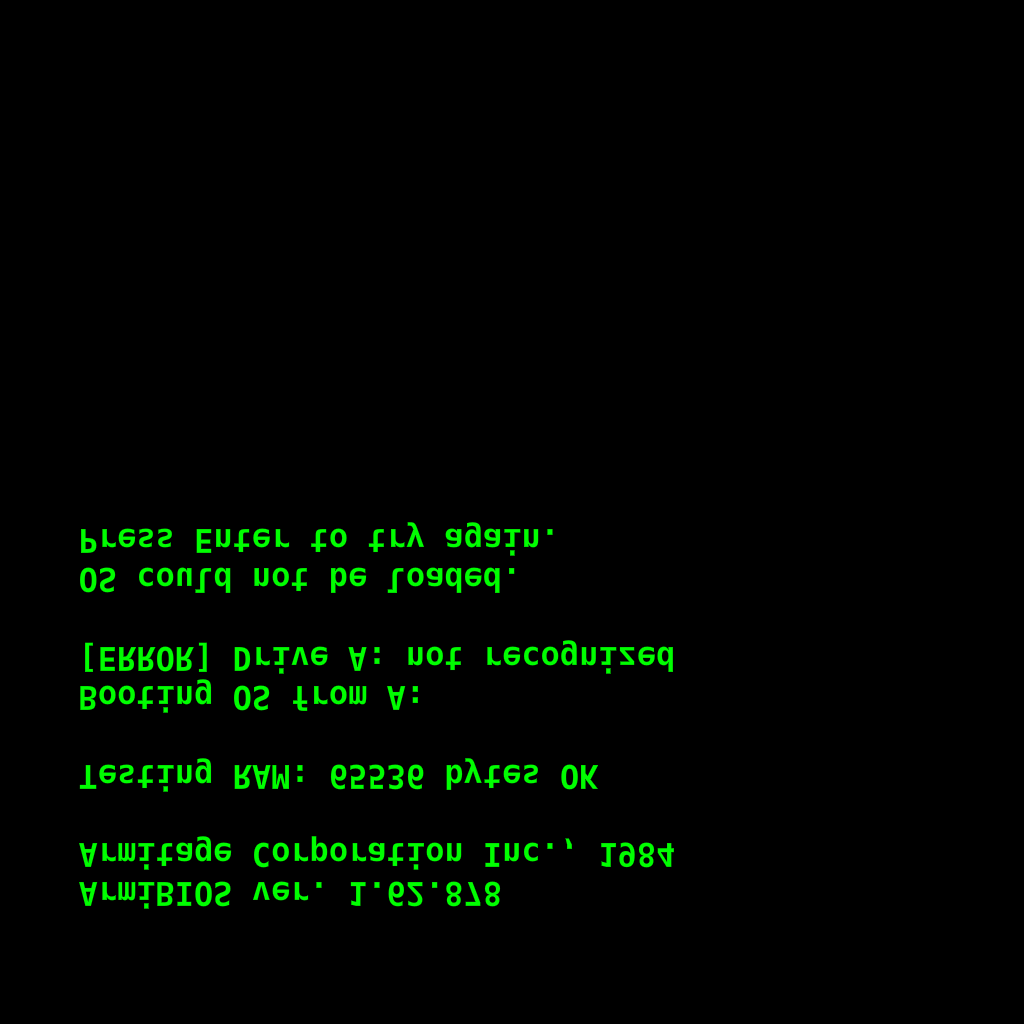 ArmiBIOS ver. 1.62.878
Armitage Corporation Inc., 1984
Testing RAM: 65536 bytes OK
Booting OS from A:
[ERROR] Drive A: not recognized
OS could not be loaded.
Press Enter to try again.